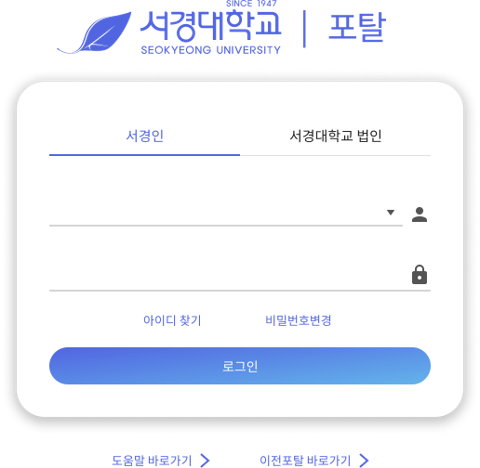 SINCE 1947
서경대학교 | 포탈
SEOKYEONG UNIVERSITY
서경인 서경대학교 법인
아이디 찾기 비밀번호변경
로그인
도움말 바로가기 이전포탈 바로가기